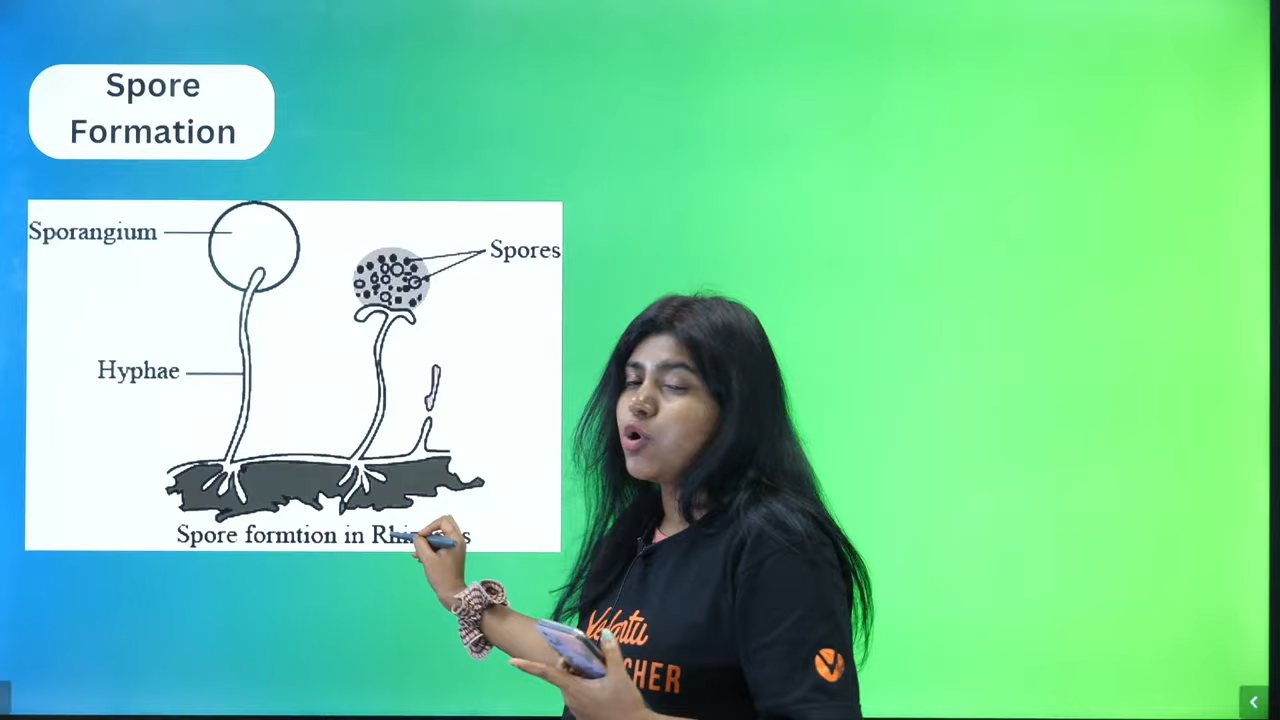 Spore
Formation
Sporangium
Spores
Hyphae
Spore formtion in